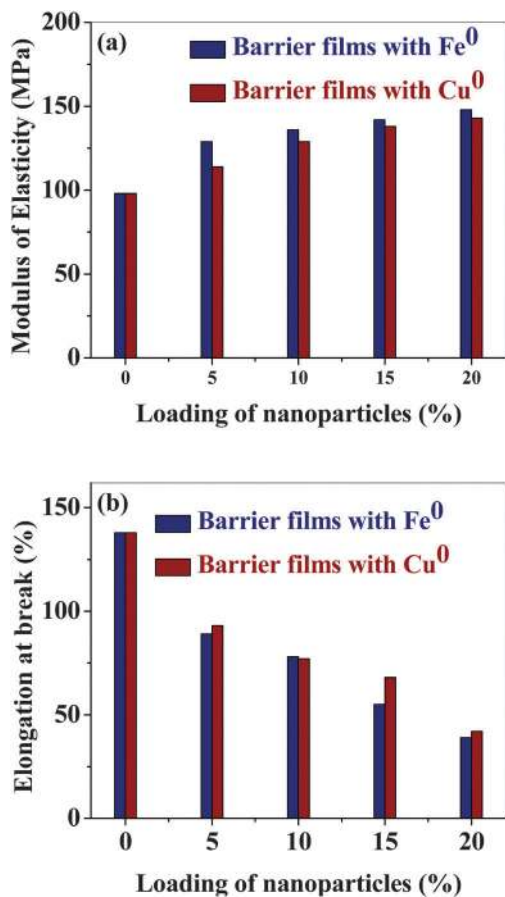 (a)
Barrier films with Fe⁰
Barrier films with Cu⁰
200
150
100
50
0
Modulus of Elasticity (MPa)
0 5 10 15 20
Loading of nanoparticles (%)
(b)
Barrier films with Fe⁰
Barrier films with Cu⁰
150
100
50
0
Elongation at break (%)
0 5 10 15 20
Loading of nanoparticles (%)